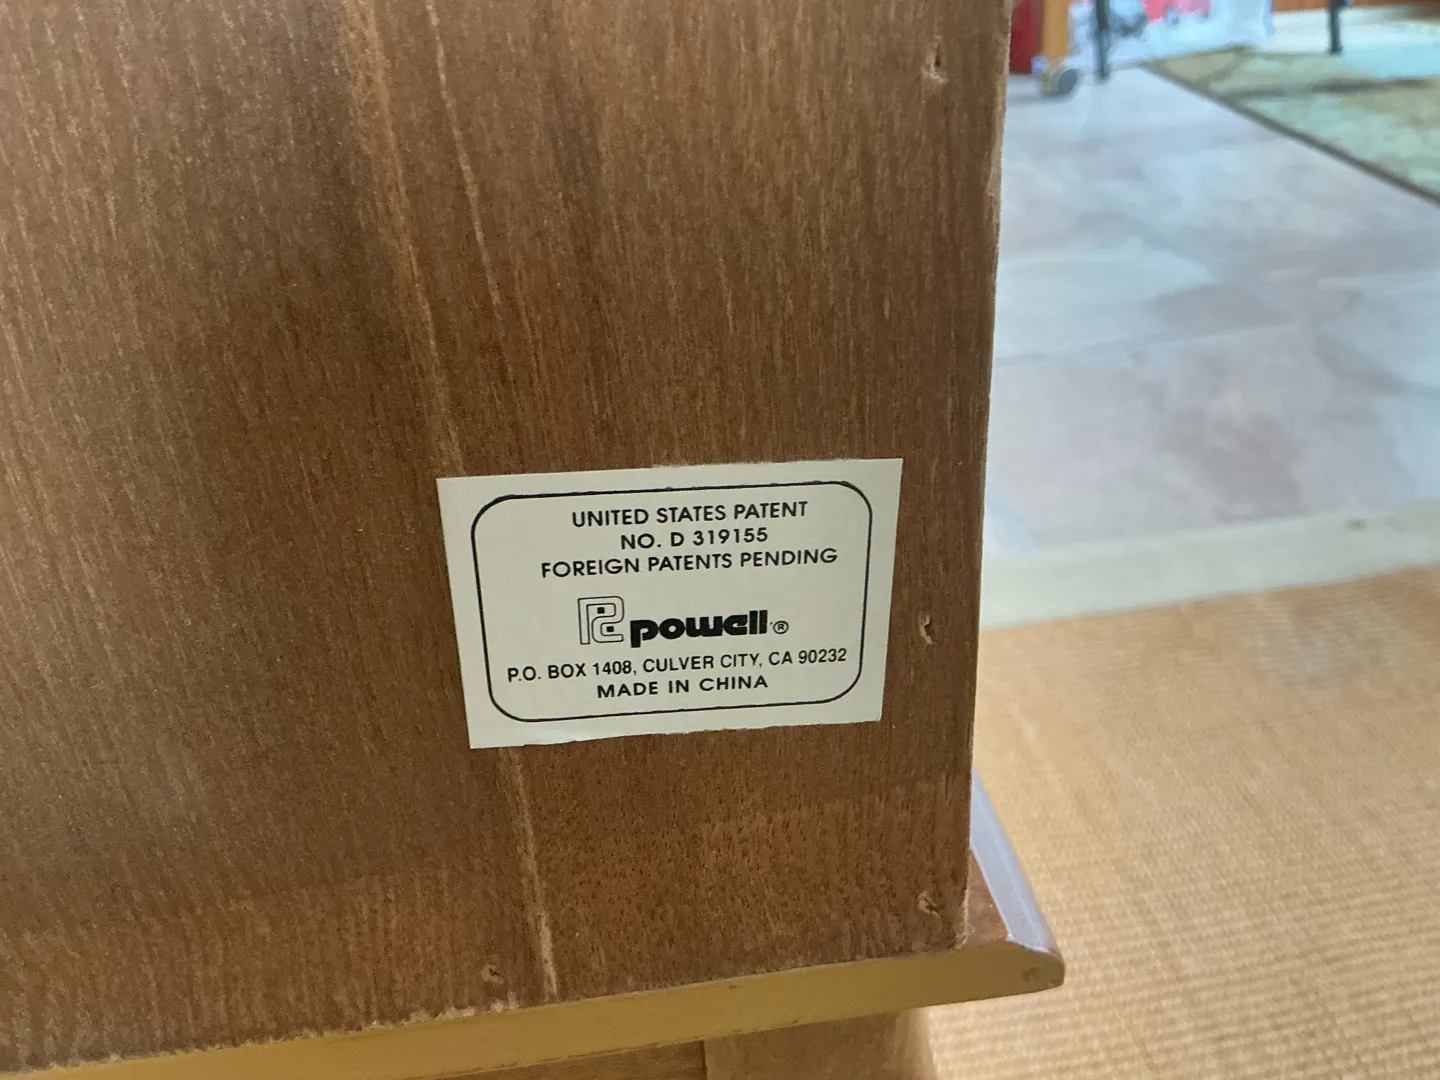 UNITED STATES PATENT
NO. D 319155
FOREIGN PATENTS PENDING
powell®
P.O. BOX 1408, CULVER CITY, CA 90232
MADE IN CHINA